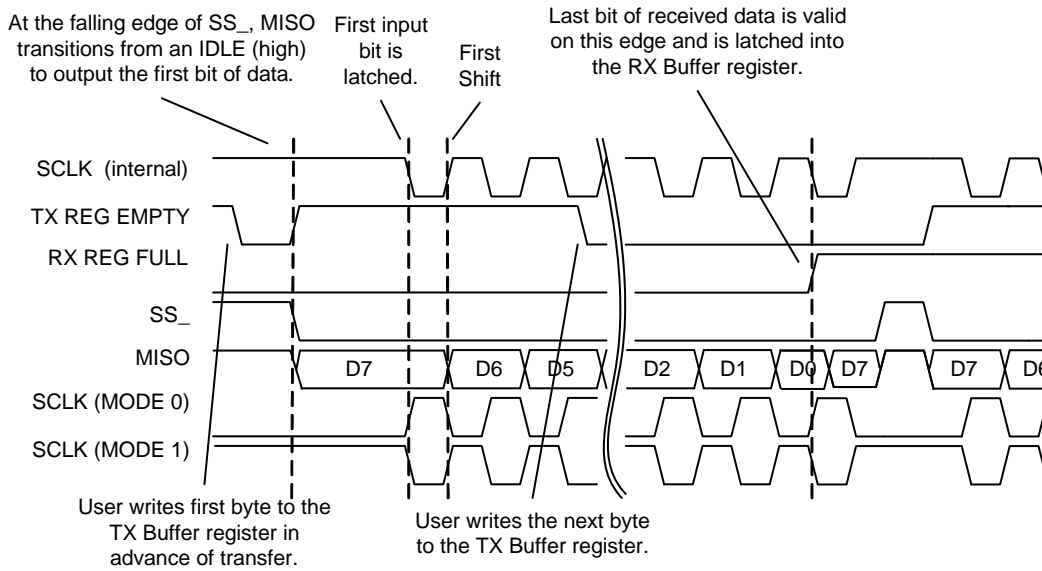 At the falling edge of SS_, MISO
transitions from an IDLE (high)
to output the first bit of data.
First input
bit is
latched.
First
Shift
Last bit of received data is valid
on this edge and is latched into
the RX Buffer register.
SCLK (internal)
TX REG EMPTY
RX REG FULL
SS_
MISO
D7 D6 D5 D2 D1 D0 D7 D7 D6
SCLK (MODE 0)
SCLK (MODE 1)
User writes first byte to the
TX Buffer register in
advance of transfer.
User writes the next byte
to the TX Buffer register.